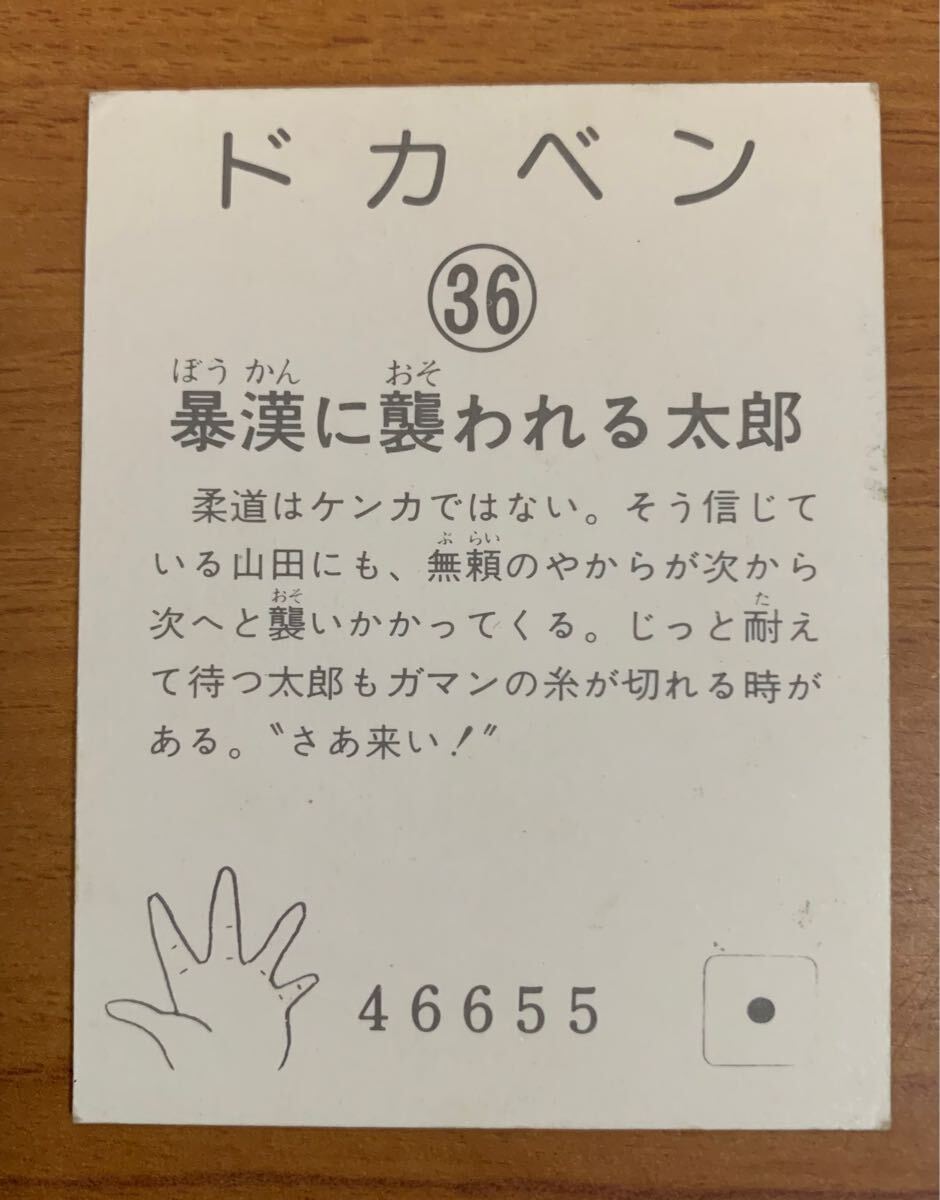 ドカベン
36
ぼう かん おそ
暴漢に襲われる太郎
柔道はケンカではない。そう信じて
ぶ らい
いる山田にも、無頼のやからが次から
おそ た
次へと襲いかかってくる。じっと耐え
て待つ太郎もガマンの糸が切れる時が
ある。〝さあ来い！〟
46655